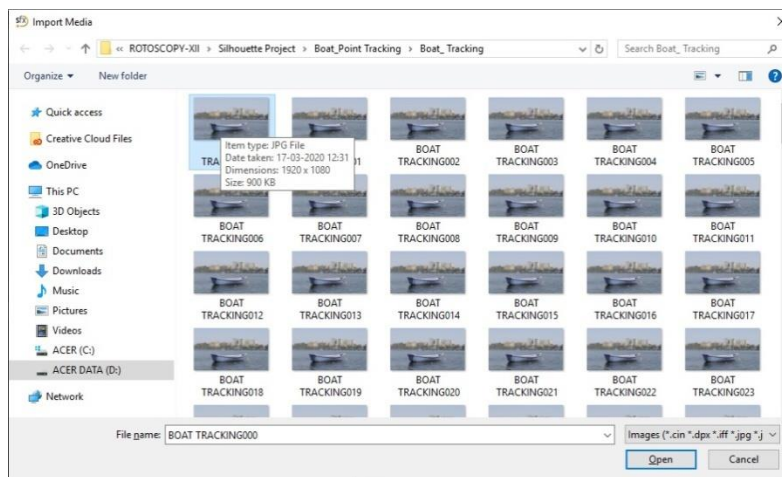 sfx Import Media
« ROTOSCOPY-XII > Silhouette Project > Boat_Point Tracking > Boat_ Tracking
Search Boat_ Tracking
Organize
New folder
Quick access
Creative Cloud Files
OneDrive
This PC
3D Objects
Desktop
Documents
Downloads
Music
Pictures
Videos
ACER (C:)
ACER DATA (D:)
Network
TRA
01
Item type: JPG File
Date taken: 17-03-2020 12:31
Dimensions: 1920 x 1080
Size: 900 KB
BOAT TRACKING002
BOAT TRACKING003
BOAT TRACKING004
BOAT TRACKING005
BOAT TRACKING006
BOAT TRACKING007
BOAT TRACKING008
BOAT TRACKING009
BOAT TRACKING010
BOAT TRACKING011
BOAT TRACKING012
BOAT TRACKING013
BOAT TRACKING014
BOAT TRACKING015
BOAT TRACKING016
BOAT TRACKING017
BOAT TRACKING018
BOAT TRACKING019
BOAT TRACKING020
BOAT TRACKING021
BOAT TRACKING022
BOAT TRACKING023
File name: BOAT TRACKING000
Images (*.cin *.dpx *.iff *.jpg *.j
Open
Cancel